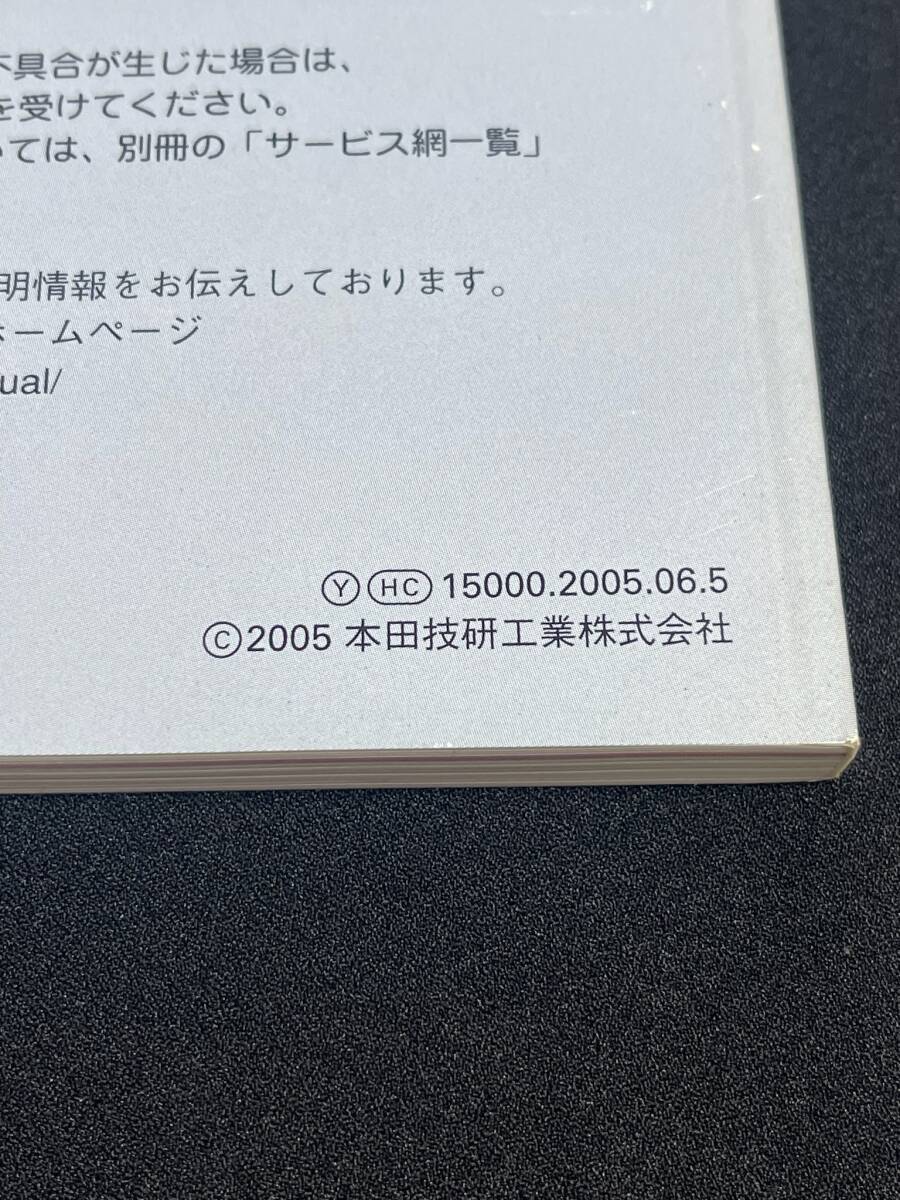 不具合が生じた場合は、
を受けてください。
いては、別冊の「サービス網一覧」
明情報をお伝えしております。
ホームページ
ual/
Ⓨ HC 15000.2005.06.5
©2005 本田技研工業株式会社